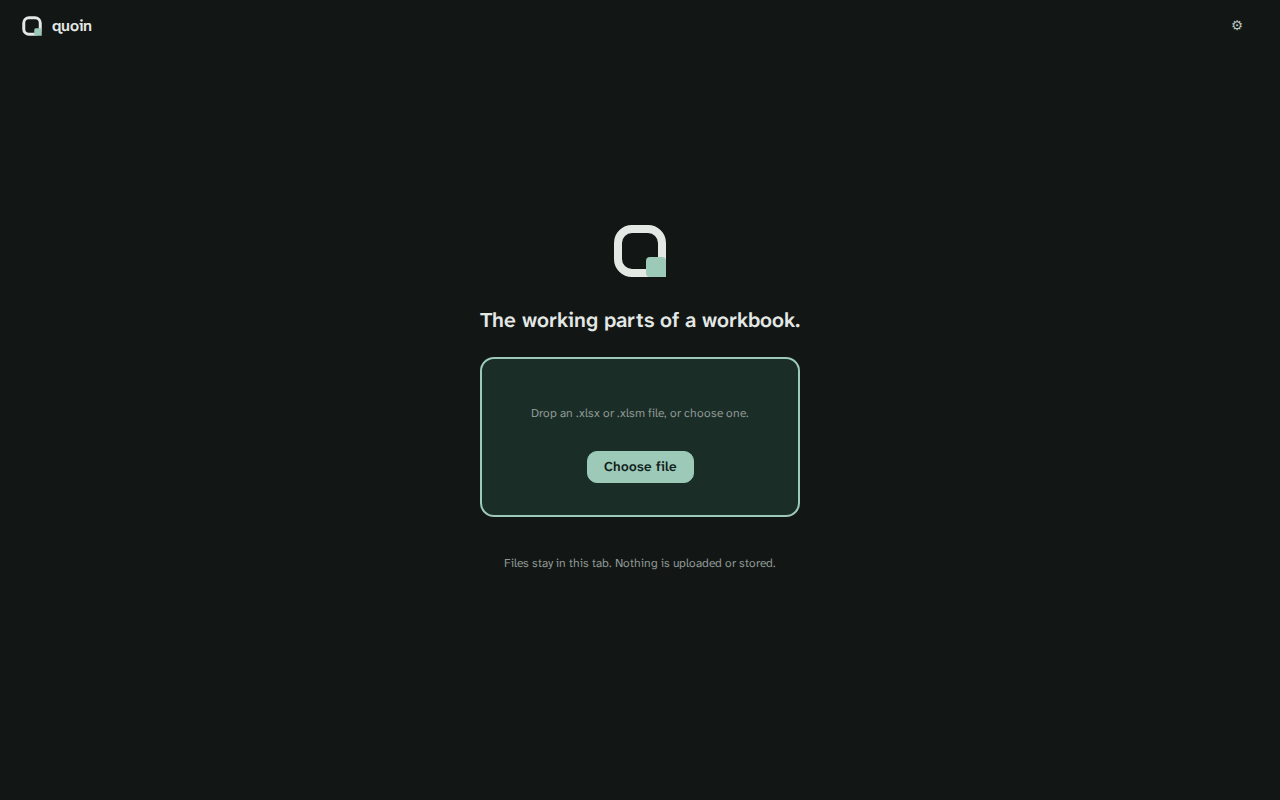 quoin
The working parts of a workbook.
Drop an .xlsx or .xlsm file, or choose one.
Choose file
Files stay in this tab. Nothing is uploaded or stored.